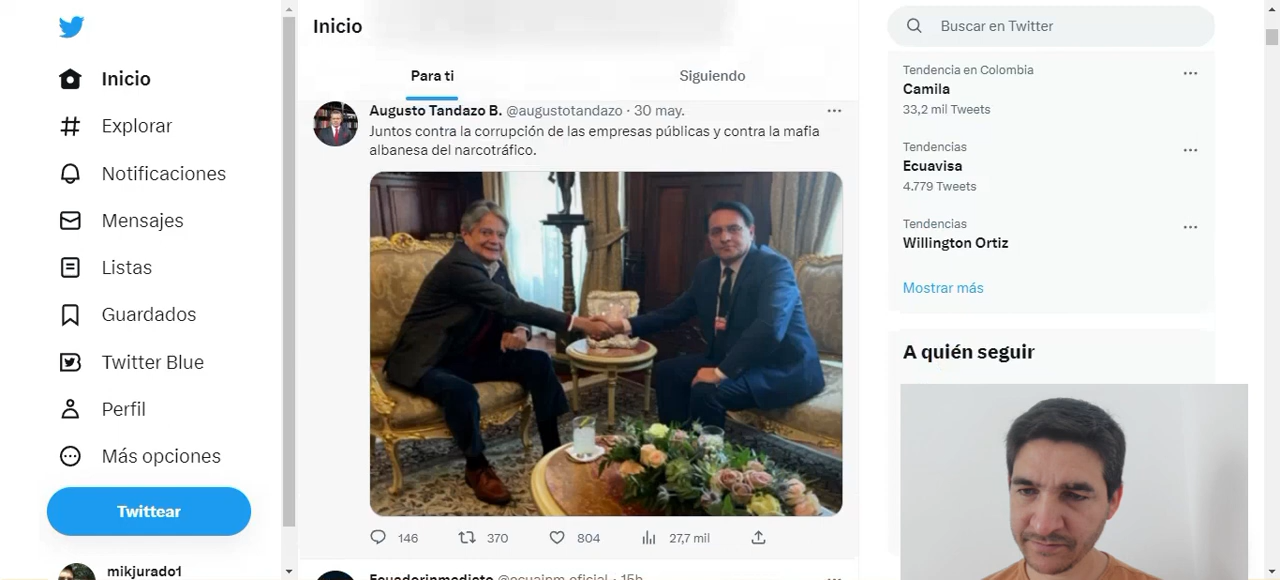 Inicio
Explorar
Notificaciones
Mensajes
Listas
Guardados
Twitter Blue
Perfil
Más opciones
Twittear
mikjurado1
Inicio
Para ti
Siguiendo
Augusto Tandazo B. @augustotandazo · 30 may.
Juntos contra la corrupción de las empresas públicas y contra la mafia
albanesa del narcotráfico.
146 370 804 27,7 mil
Ecuadorinmediato @ecuainm_oficial · 15h
Buscar en Twitter
Tendencia en Colombia
Camila
33,2 mil Tweets
Tendencias
Ecuavisa
4.779 Tweets
Tendencias
Willington Ortiz
Mostrar más
A quién seguir